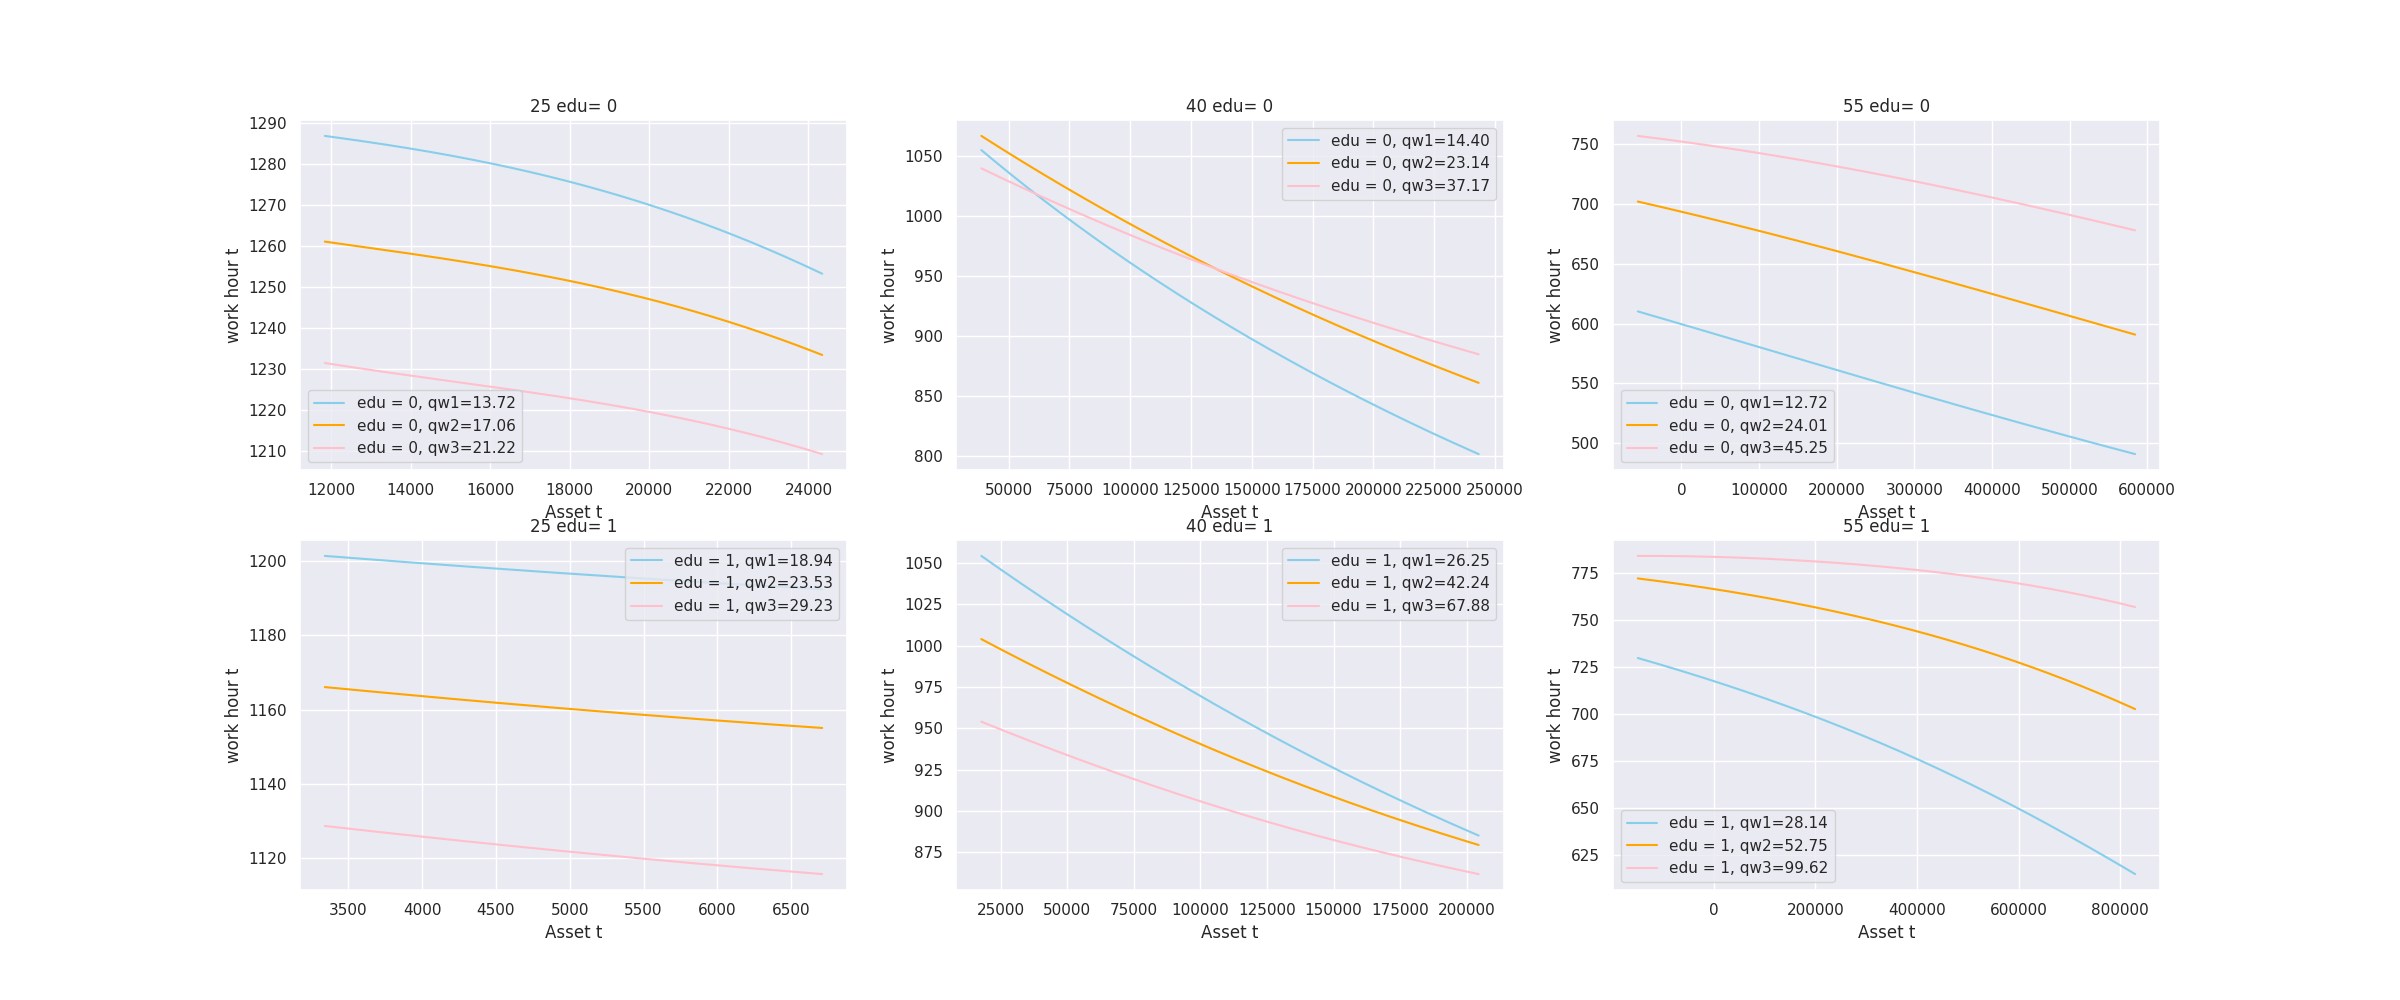 25 edu= 0
1290
1280
1270
1260
1250
1240
1230
1220
1210
work hour t
edu = 0, qw1=13.72
edu = 0, qw2=17.06
edu = 0, qw3=21.22
12000 14000 16000 18000 20000 22000 24000
Asset t
40 edu= 0
1050
1000
950
900
850
800
work hour t
edu = 0, qw1=14.40
edu = 0, qw2=23.14
edu = 0, qw3=37.17
50000 75000 100000 125000 150000 175000 200000 225000 250000
Asset t
55 edu= 0
750
700
650
600
550
500
work hour t
edu = 0, qw1=12.72
edu = 0, qw2=24.01
edu = 0, qw3=45.25
0 100000 200000 300000 400000 500000 600000
Asset t
25 edu= 1
1200
1180
1160
1140
1120
work hour t
edu = 1, qw1=18.94
edu = 1, qw2=23.53
edu = 1, qw3=29.23
3500 4000 4500 5000 5500 6000 6500
Asset t
40 edu= 1
1050
1025
1000
975
950
925
900
875
work hour t
edu = 1, qw1=26.25
edu = 1, qw2=42.24
edu = 1, qw3=67.88
25000 50000 75000 100000 125000 150000 175000 200000
Asset t
55 edu= 1
775
750
725
700
675
650
625
work hour t
edu = 1, qw1=28.14
edu = 1, qw2=52.75
edu = 1, qw3=99.62
0 200000 400000 600000 800000
Asset t